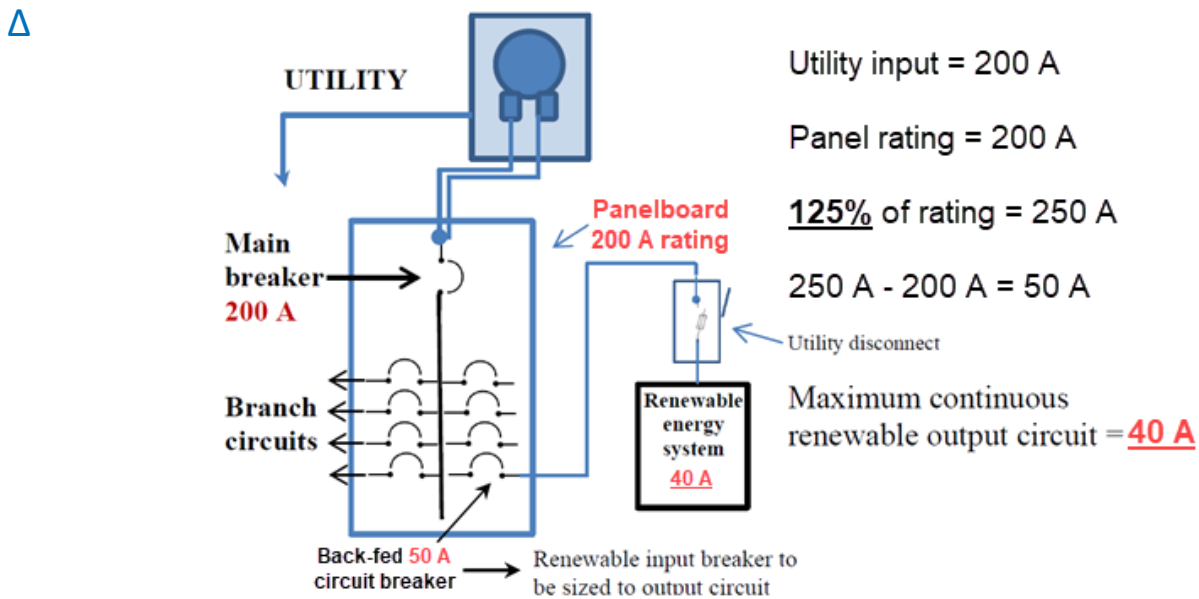 Δ
UTILITY
Main
breaker
200 A
Branch
circuits
Panelboard
200 A rating
Utility input = 200 A
Panel rating = 200 A
125% of rating = 250 A
250 A - 200 A = 50 A
Utility disconnect
Renewable
energy
system
40 A
Maximum continuous
renewable output circuit = 40 A
Back-fed 50 A
circuit breaker
Renewable input breaker to
be sized to output circuit